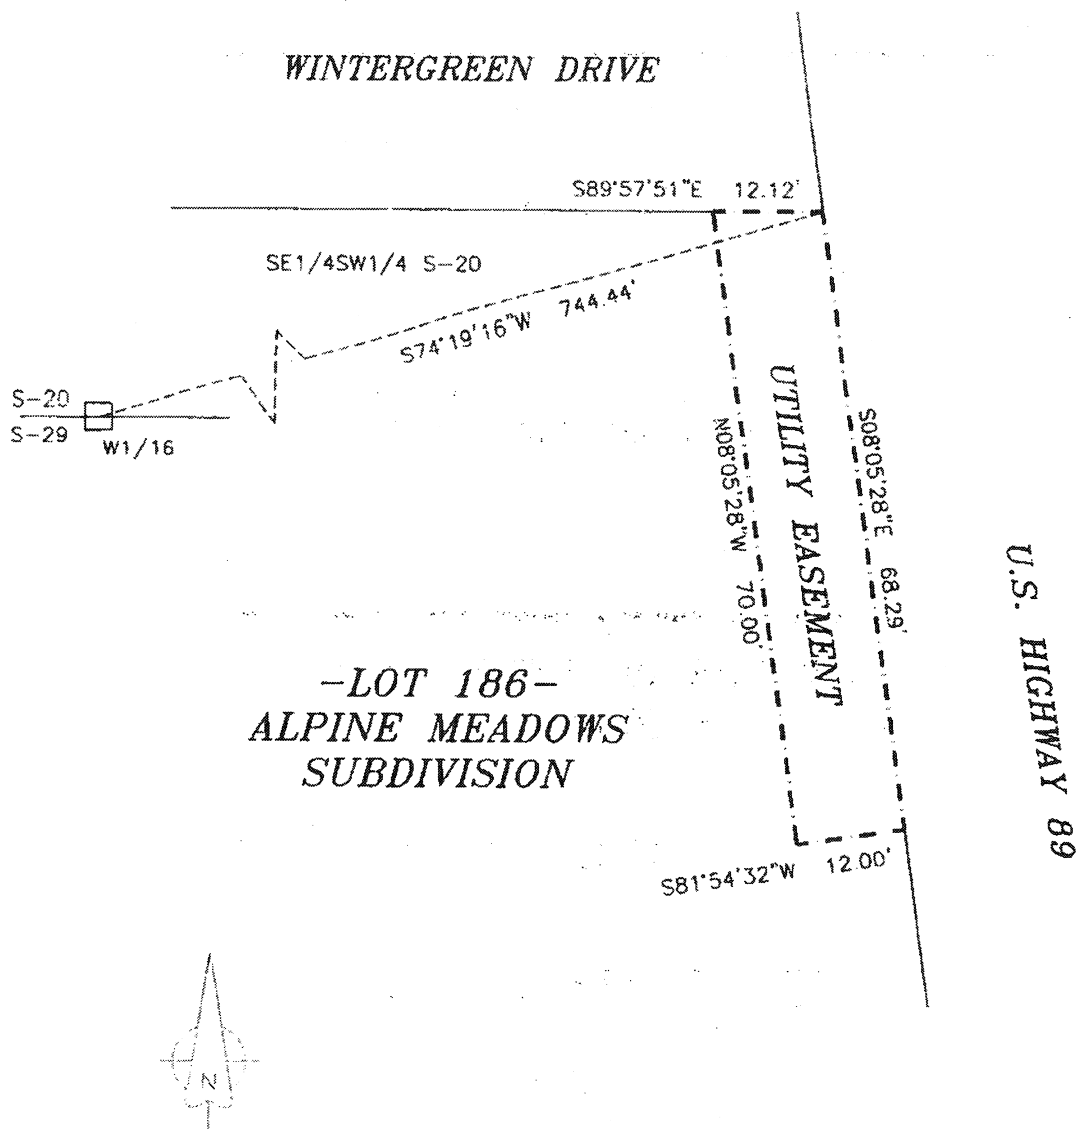 WINTERGREEN DRIVE
S89°57'51"E 12.12'
SE1/4SW1/4 S-20
S74°19'16"W 744.44'
S-20
S-29
W1/16
UTILITY EASEMENT
N08°05'28"W 70.00'
S08°05'28"E 68.29'
U.S. HIGHWAY 89
-LOT 186-
ALPINE MEADOWS
SUBDIVISION
S81°54'32"W 12.00'
N